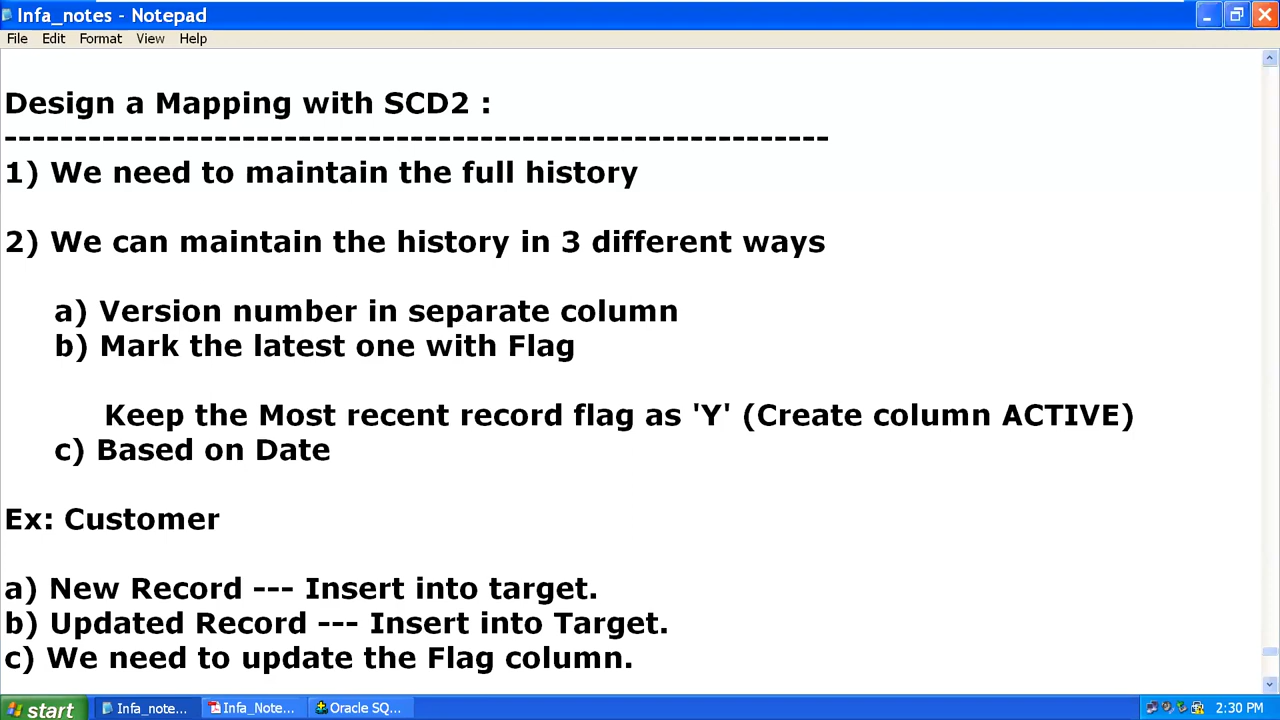 Infa_notes - Notepad
File Edit Format View Help
Design a Mapping with SCD2 :
-----------------------------------------------------------
1) We need to maintain the full history
2) We can maintain the history in 3 different ways
a) Version number in separate column
b) Mark the latest one with Flag
Keep the Most recent record flag as 'Y' (Create column ACTIVE)
c) Based on Date
Ex: Customer
a) New Record --- Insert into target.
b) Updated Record --- Insert into Target.
c) We need to update the Flag column.
start Infa_note... Infa_Note... Oracle SQ... 2:30 PM